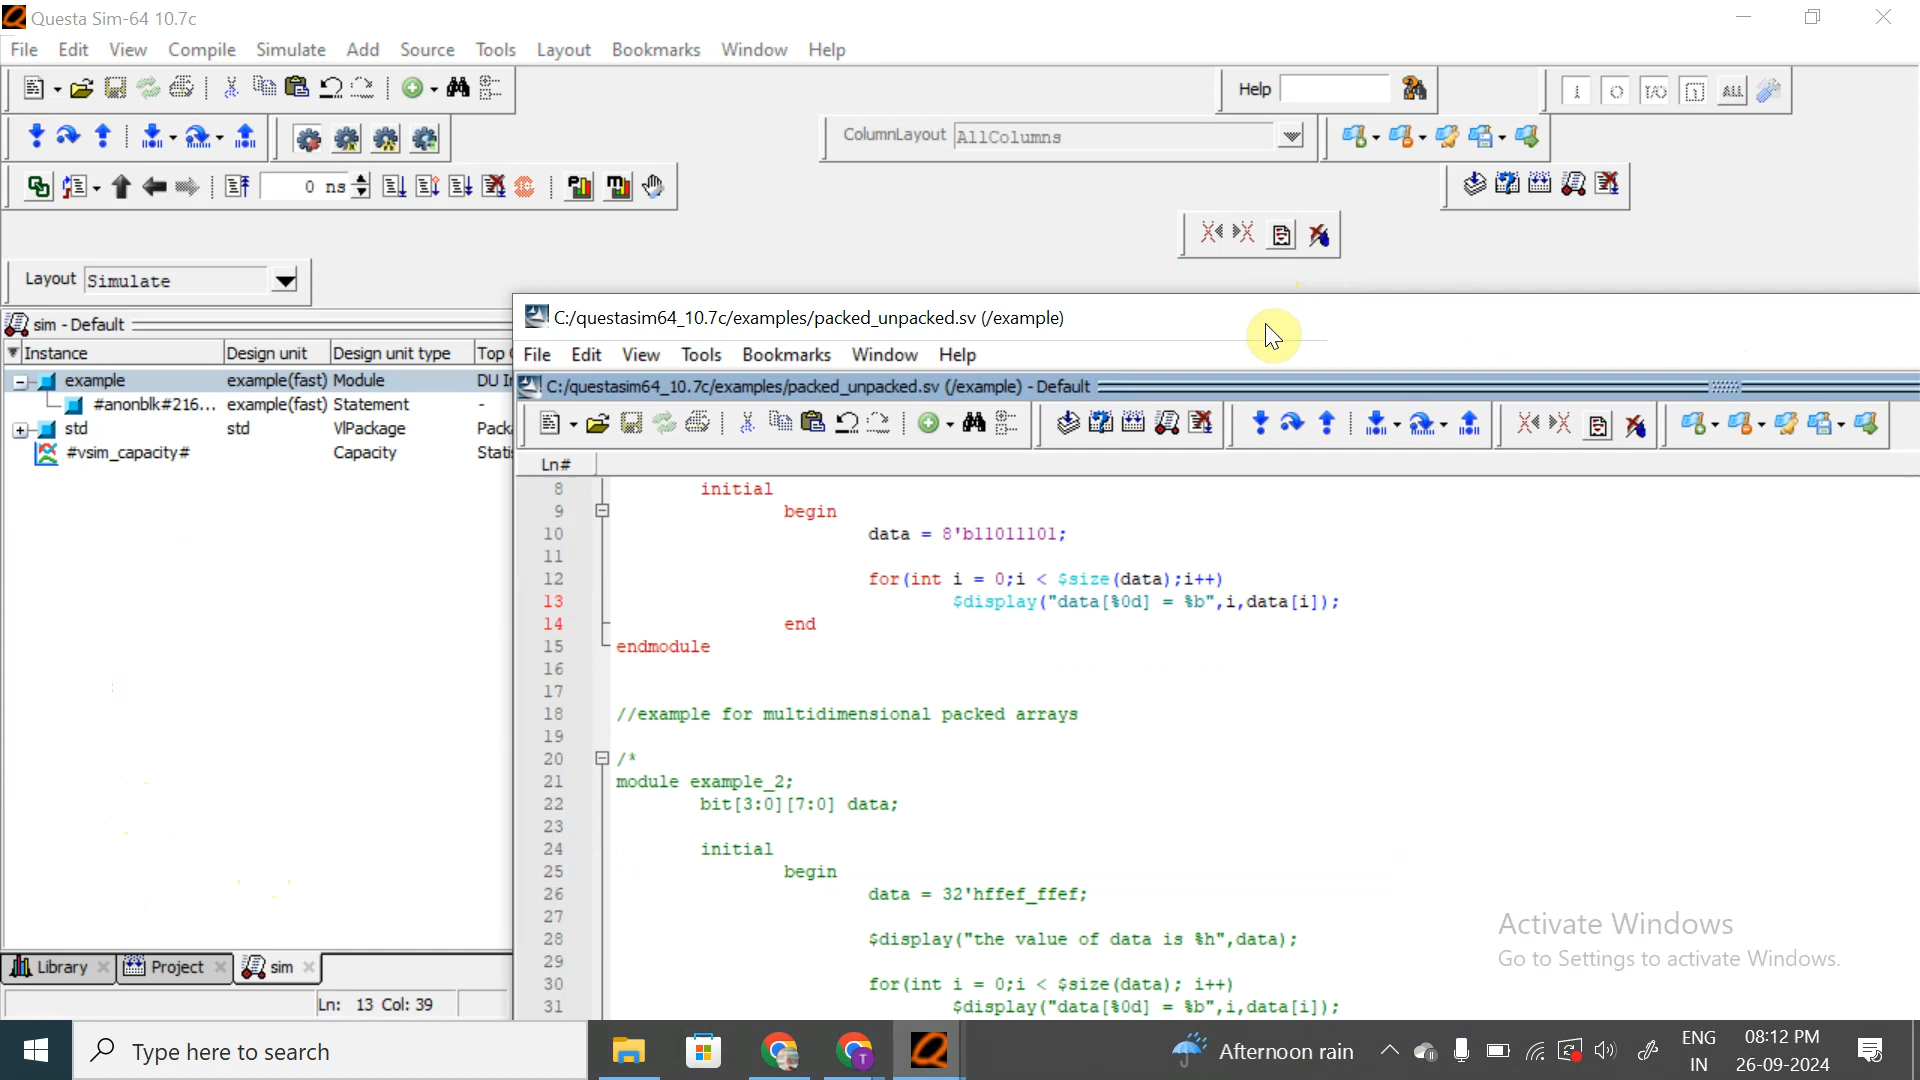 Questa Sim-64 10.7c
File Edit View Compile Simulate Add Source Tools Layout Bookmarks Window Help
Help
ALL
ColumnLayout AllColumns
0 ns
Layout Simulate
sim - Default
Instance Design unit Design unit type Top
example example(fast) Module DU
#anonblk#216... example(fast) Statement -
std std VlPackage
#vsim_capacity# Capacity
Library Project sim
Ln: 13 Col: 39
C:/questasim64_10.7c/examples/packed_unpacked.sv (/example)
File Edit View Tools Bookmarks Window Help
C:/questasim64_10.7c/examples/packed_unpacked.sv (/example) - Default
Ln#
8 initial
9 begin
10 data = 8'b11011101;
11
12 for(int i = 0;i < $size(data);i++)
13 $display("data[%0d] = %b",i,data[i]);
14 end
15 endmodule
16
17
18 //example for multidimensional packed arrays
19
20 /*
21 module example_2;
22 bit[3:0][7:0] data;
23
24 initial
25 begin
26 data = 32'hffef_ffef;
27
28 $display("the value of data is %h",data);
29
30 for(int i = 0;i < $size(data); i++)
31 $display("data[%0d] = %b",i,data[i]);
Activate Windows
Go to Settings to activate Windows.
Type here to search
T
Afternoon rain
ENG
IN
08:12 PM
26-09-2024